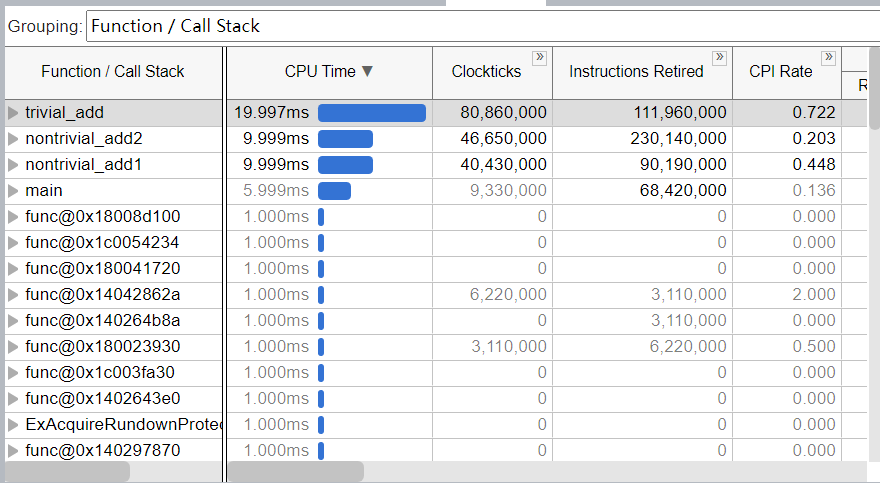 Grouping: Function / Call Stack
Function / Call Stack CPU Time ▼ Clockticks » Instructions Retired » CPI Rate » R
trivial_add 19.997ms 80,860,000 111,960,000 0.722
nontrivial_add2 9.999ms 46,650,000 230,140,000 0.203
nontrivial_add1 9.999ms 40,430,000 90,190,000 0.448
main 5.999ms 9,330,000 68,420,000 0.136
func@0x18008d100 1.000ms 0 0 0.000
func@0x1c0054234 1.000ms 0 0 0.000
func@0x180041720 1.000ms 0 0 0.000
func@0x14042862a 1.000ms 6,220,000 3,110,000 2.000
func@0x140264b8a 1.000ms 0 3,110,000 0.000
func@0x180023930 1.000ms 3,110,000 6,220,000 0.500
func@0x1c003fa30 1.000ms 0 0 0.000
func@0x1402643e0 1.000ms 0 0 0.000
ExAcquireRundownProtec 1.000ms 0 0 0.000
func@0x140297870 1.000ms 0 0 0.000